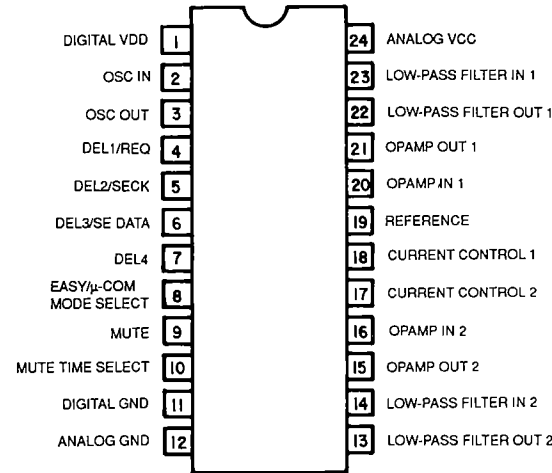 DIGITAL VDD 1
OSC IN 2
OSC OUT 3
DEL1/REQ 4
DEL2/SECK 5
DEL3/SE DATA 6
DEL4 7
EASY/μ-COM
MODE SELECT 8
MUTE 9
MUTE TIME SELECT 10
DIGITAL GND 11
ANALOG GND 12
24 ANALOG VCC
23 LOW-PASS FILTER IN 1
22 LOW-PASS FILTER OUT 1
21 OPAMP OUT 1
20 OPAMP IN 1
19 REFERENCE
18 CURRENT CONTROL 1
17 CURRENT CONTROL 2
16 OPAMP IN 2
15 OPAMP OUT 2
14 LOW-PASS FILTER IN 2
13 LOW-PASS FILTER OUT 2